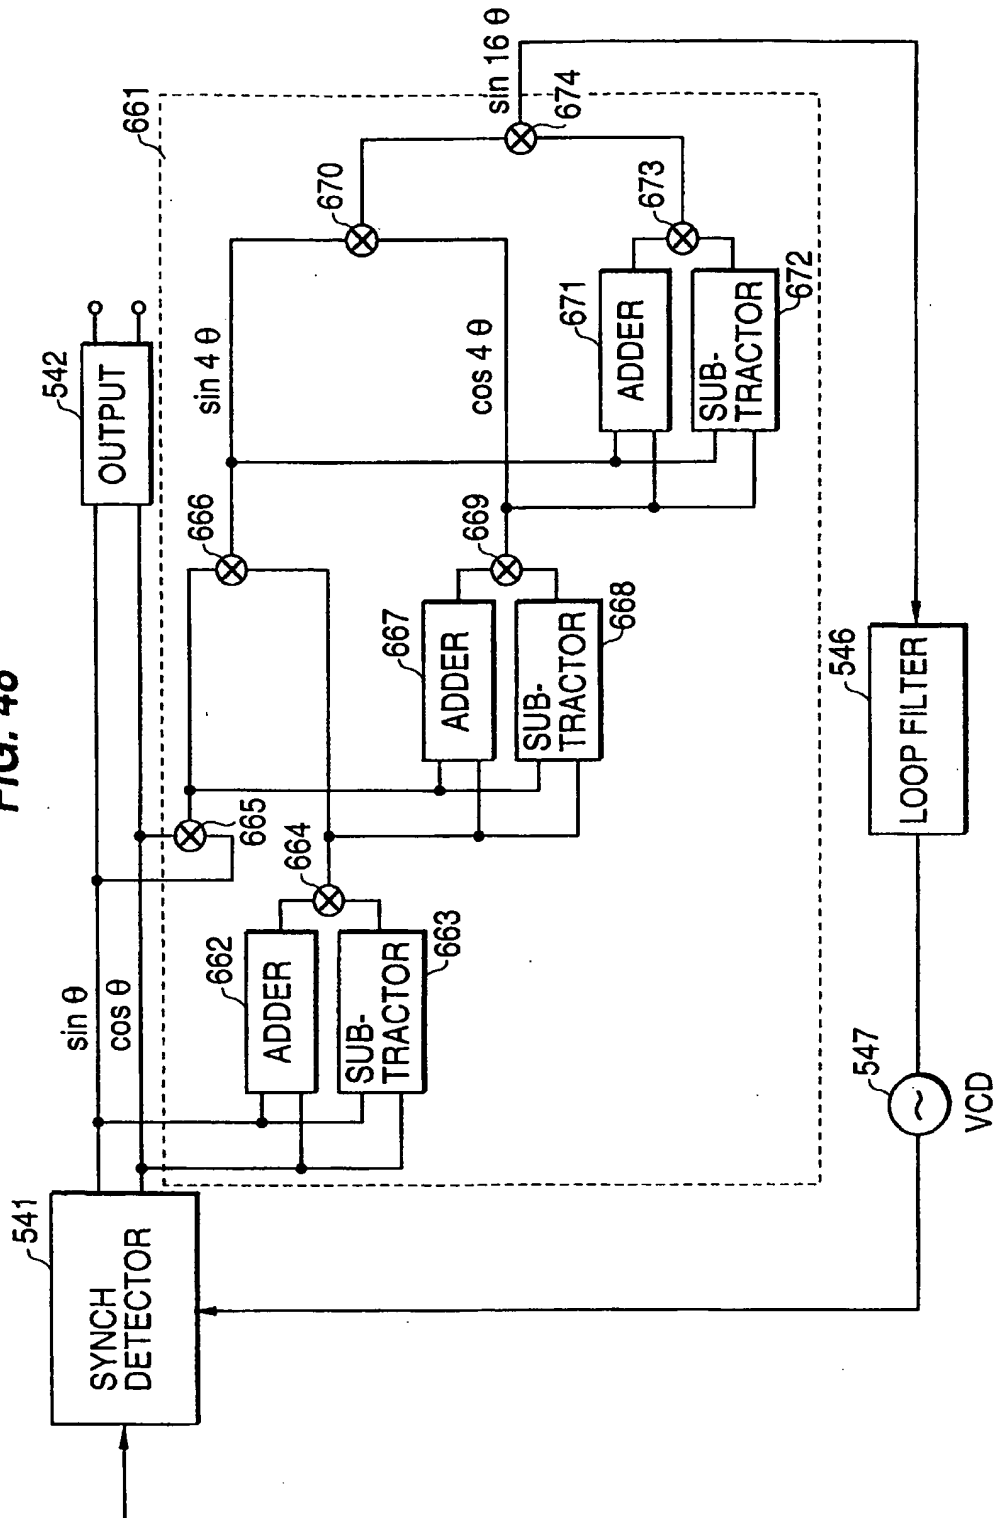 FIG. 48
541
SYNCH
DETECTOR
sin θ
cos θ
542
OUTPUT
661
662
ADDER
SUB-
TRACTOR
663
664
665
666
667
ADDER
SUB-
TRACTOR
668
669
sin 4 θ
cos 4 θ
670
671
ADDER
SUB-
TRACTOR
672
673
674
sin 16 θ
546
LOOP FILTER
547
VCD